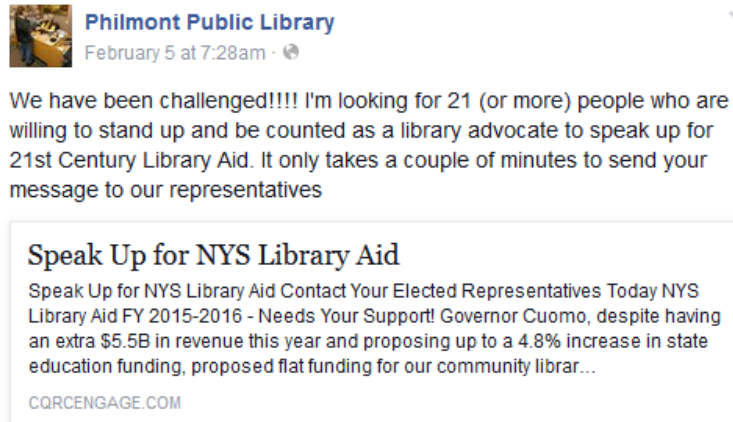 Philmont Public Library
February 5 at 7:28am ·
We have been challenged!!!! I'm looking for 21 (or more) people who are
willing to stand up and be counted as a library advocate to speak up for
21st Century Library Aid. It only takes a couple of minutes to send your
message to our representatives
Speak Up for NYS Library Aid
Speak Up for NYS Library Aid Contact Your Elected Representatives Today NYS
Library Aid FY 2015-2016 - Needs Your Support! Governor Cuomo, despite having
an extra $5.5B in revenue this year and proposing up to a 4.8% increase in state
education funding, proposed flat funding for our community librar...
CQRCENGAGE.COM